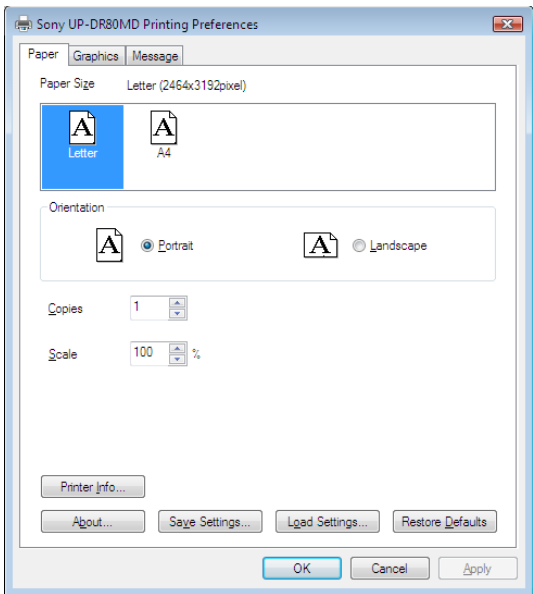 Sony UP-DR80MD Printing Preferences
Paper Graphics Message
Paper Size Letter (2464x3192pixel)
A A
Letter A4
Orientation
A Portrait A Landscape
Copies 1
Scale 100 %
Printer Info...
About... Save Settings... Load Settings... Restore Defaults
OK Cancel Apply